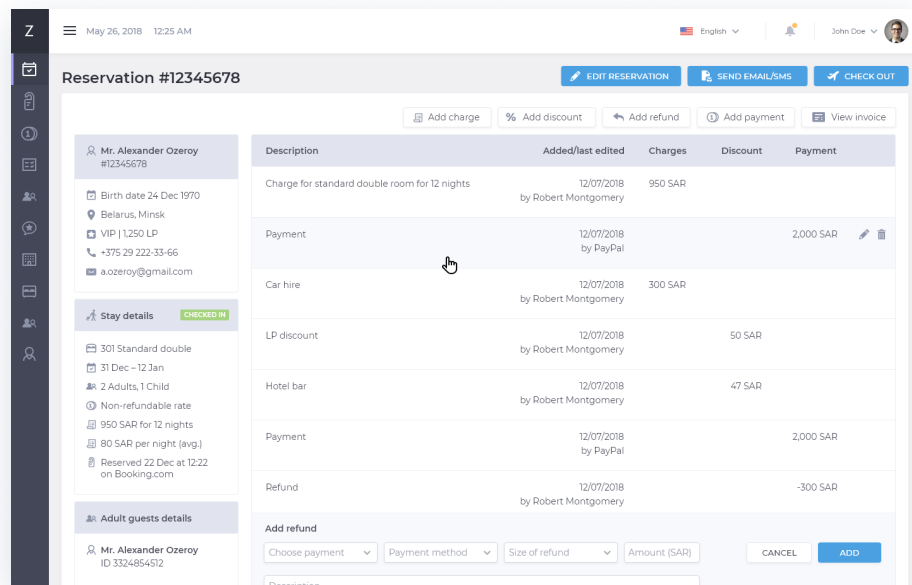 Z
May 26, 2018 12:25 AM
English
John Doe
Reservation #12345678
EDIT RESERVATION
SEND EMAIL/SMS
CHECK OUT
Add charge
% Add discount
Add refund
Add payment
View invoice
Mr. Alexander Ozeroy
#12345678
Birth date 24 Dec 1970
Belarus, Minsk
VIP | 1,250 LP
+375 29 222-33-66
a.ozeroy@gmail.com
Stay details CHECKED IN
301 Standard double
31 Dec – 12 Jan
2 Adults, 1 Child
Non-refundable rate
950 SAR for 12 nights
80 SAR per night (avg.)
Reserved 22 Dec at 12:22
on Booking.com
Adult guests details
Mr. Alexander Ozeroy
ID 3324854512
Description Added/last edited Charges Discount Payment
Charge for standard double room for 12 nights 12/07/2018 950 SAR
by Robert Montgomery
Payment 12/07/2018 2,000 SAR
by PayPal
Car hire 12/07/2018 300 SAR
by Robert Montgomery
LP discount 12/07/2018 50 SAR
by Robert Montgomery
Hotel bar 12/07/2018 47 SAR
by Robert Montgomery
Payment 12/07/2018 2,000 SAR
by PayPal
Refund 12/07/2018 -300 SAR
by Robert Montgomery
Add refund
Choose payment Payment method Size of refund Amount (SAR) CANCEL ADD
Description